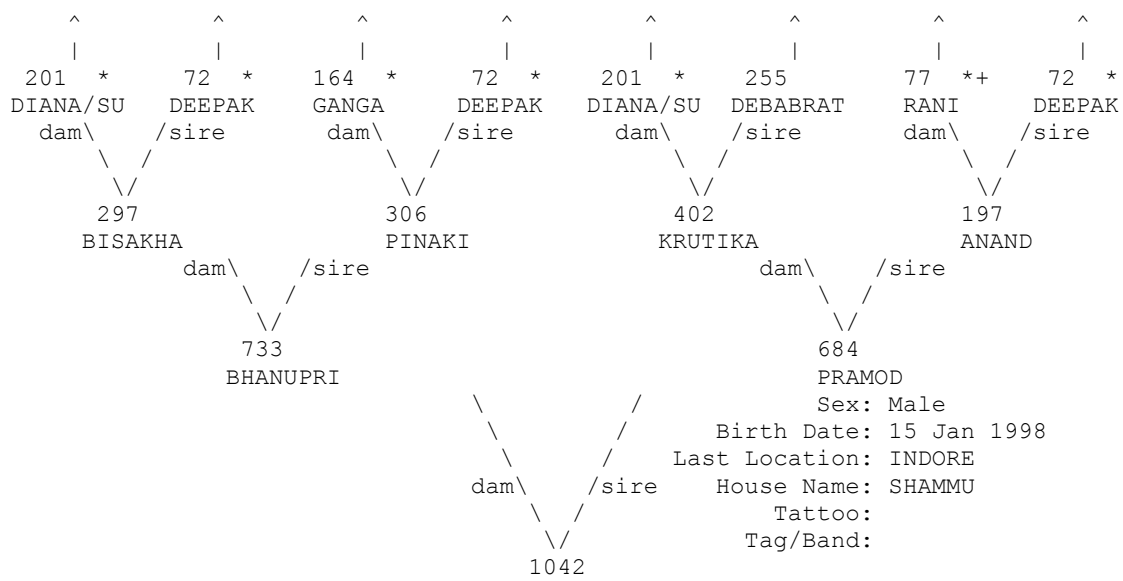 ^ ^ ^ ^ ^ ^ ^ ^
| | | | | | | |
201 * 72 * 164 * 72 * 201 * 255 77 *+ 72 *
DIANA/SU DEEPAK GANGA DEEPAK DIANA/SU DEBABRAT RANI DEEPAK
dam\ /sire dam\ /sire dam\ /sire dam\ /sire
\ / \ / \ / \ /
\/ \/ \/ \/
297 306 402 197
BISAKHA PINAKI KRUTIKA ANAND
dam\ /sire dam\ /sire
\ / \ /
\/ \/
733 684
BHANUPRI PRAMOD
\ / Sex: Male
\ / Birth Date: 15 Jan 1998
\ / Last Location: INDORE
dam\ /sire House Name: SHAMMU
\ / Tattoo:
\/ Tag/Band:
1042